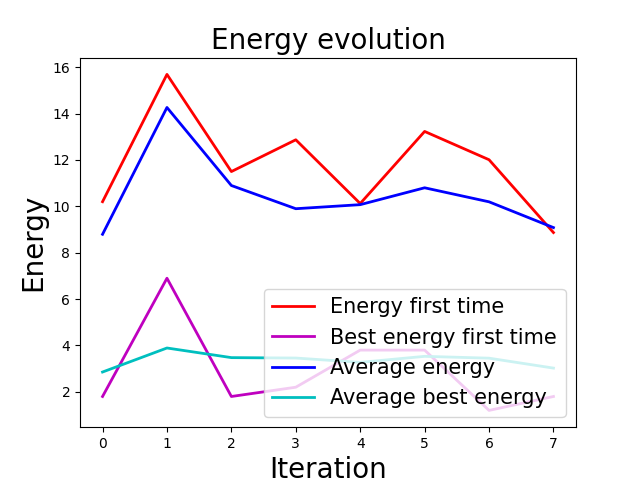 Energy evolution
Energy
16
14
12
10
8
6
4
2
Energy first time
Best energy first time
Average energy
Average best energy
0 1 2 3 4 5 6 7
Iteration